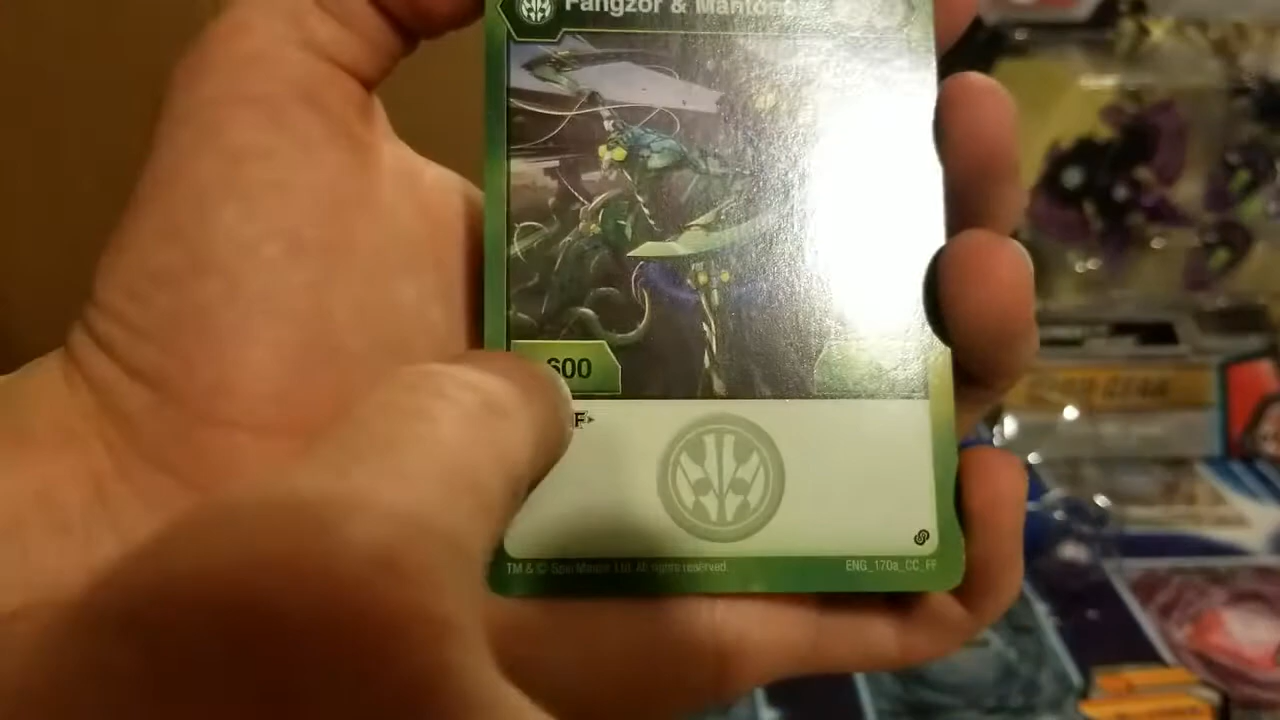 Fangzor &
600
F
TM & © Spin Master Ltd. All rights reserved.
ENG_170a_CC_FF